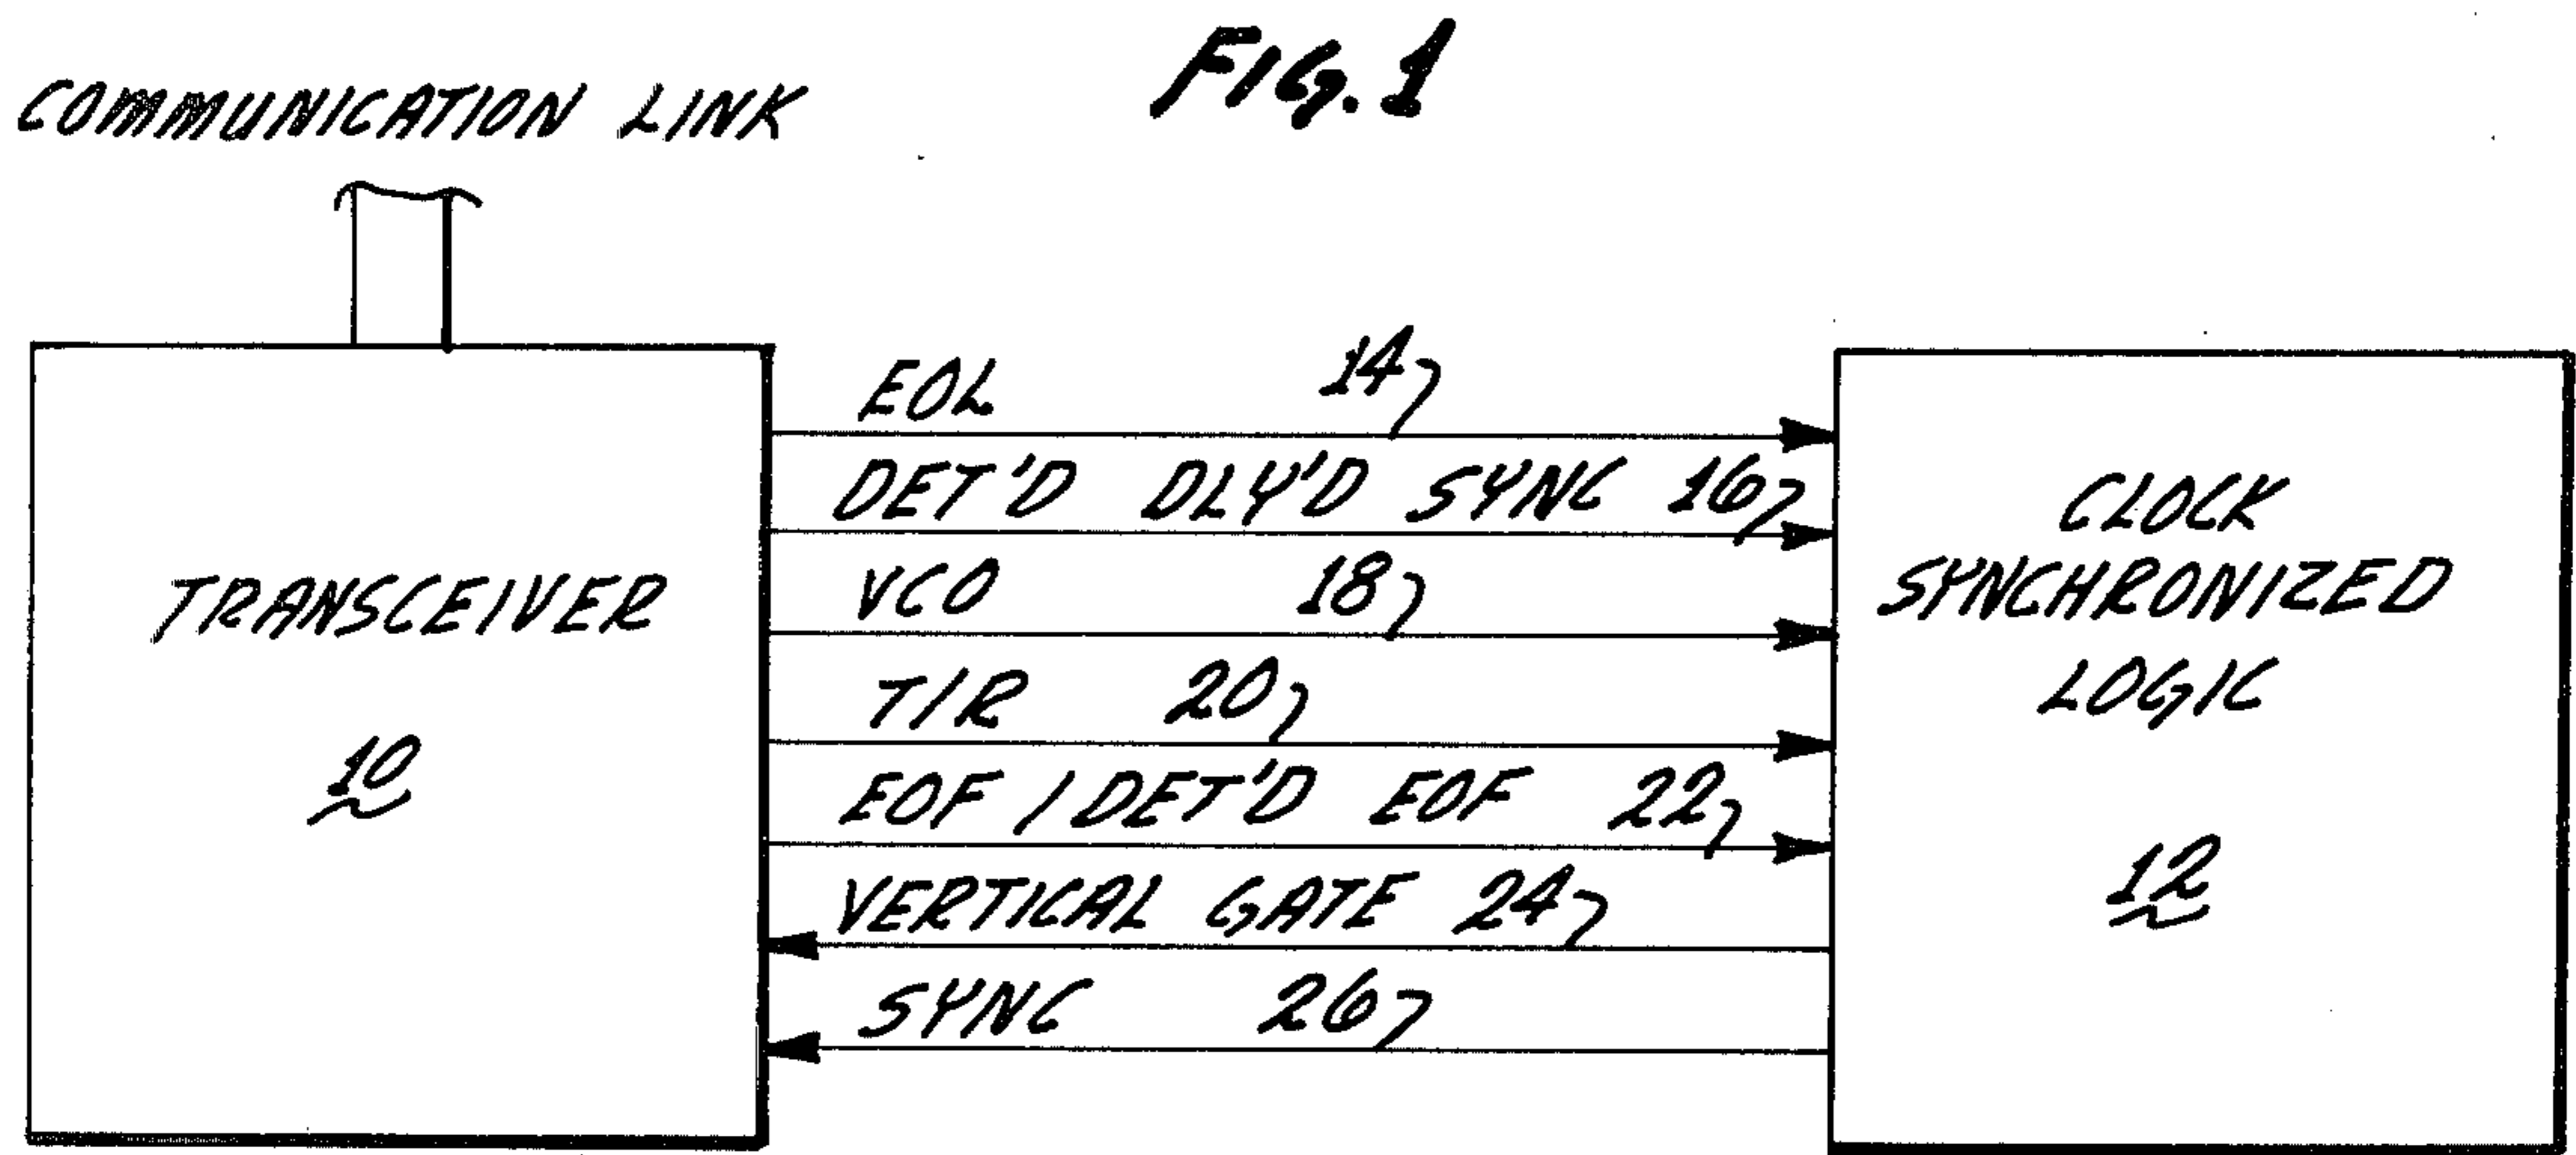 FIG. 1
COMMUNICATION LINK
TRANSCEIVER
10
EOL 14
DET'D DLY'D SYNC 16
VCO 18
T/R 20
EOF / DET'D EOF 22
VERTICAL GATE 24
SYNC 26
CLOCK
SYNCHRONIZED
LOGIC
12